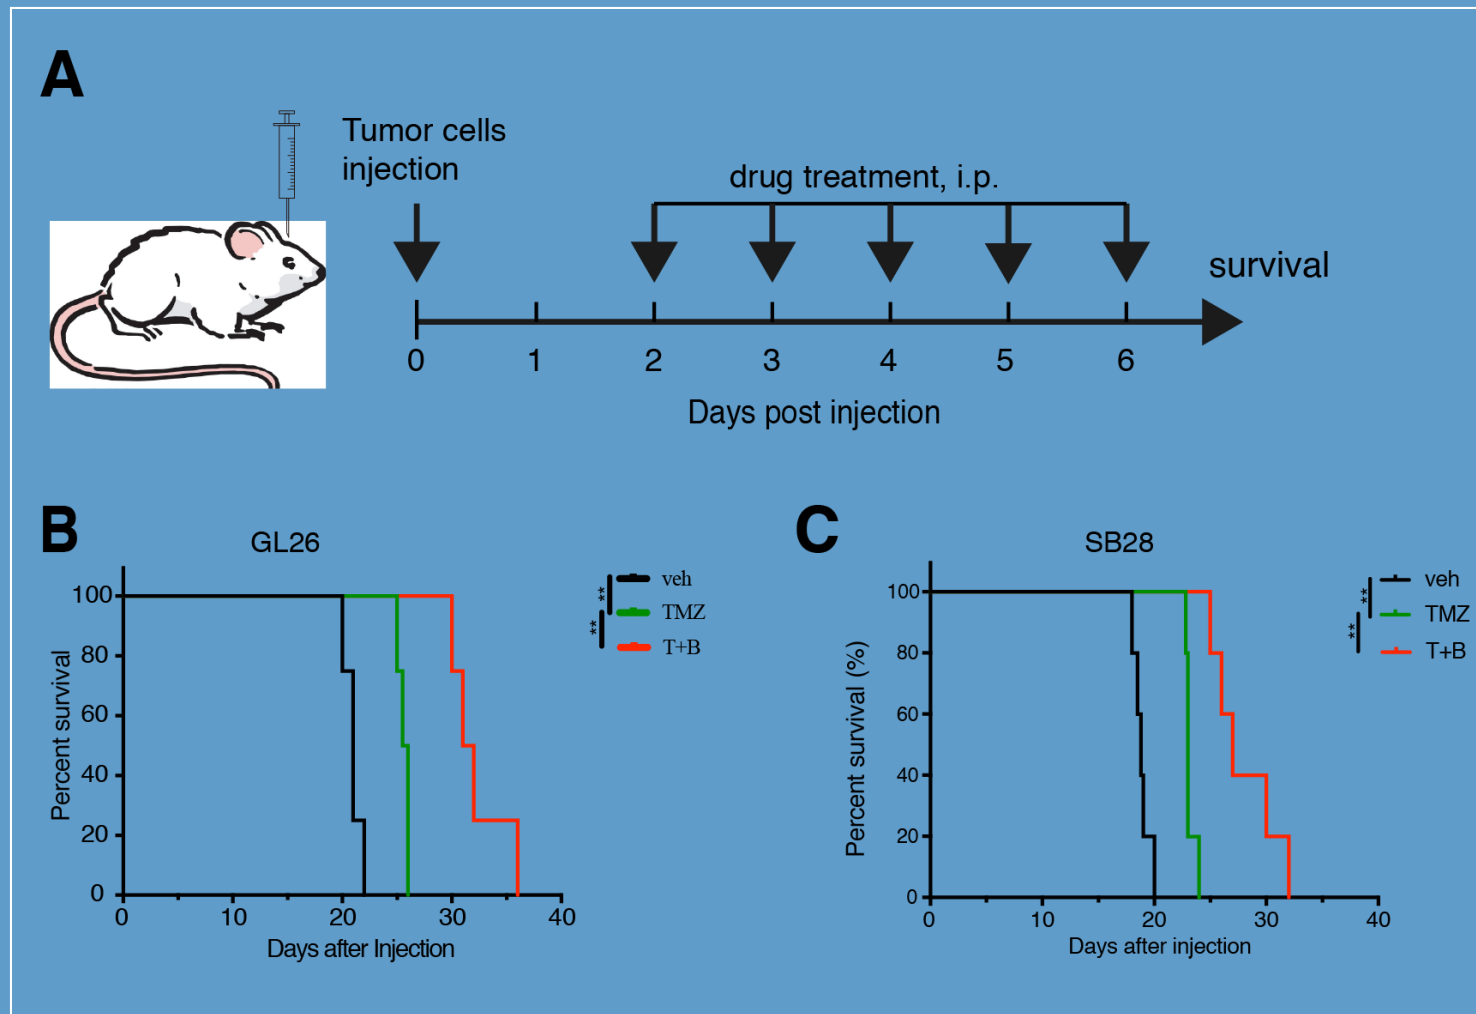 A
Tumor cells
injection
drug treatment, i.p.
survival
0 1 2 3 4 5 6
Days post injection
B
GL26
** veh
** TMZ
T+B
Percent survival
100
80
60
40
20
0
0 10 20 30 40
Days after Injection
C
SB28
** veh
** TMZ
T+B
Percent survival (%)
100
80
60
40
20
0
0 10 20 30 40
Days after injection